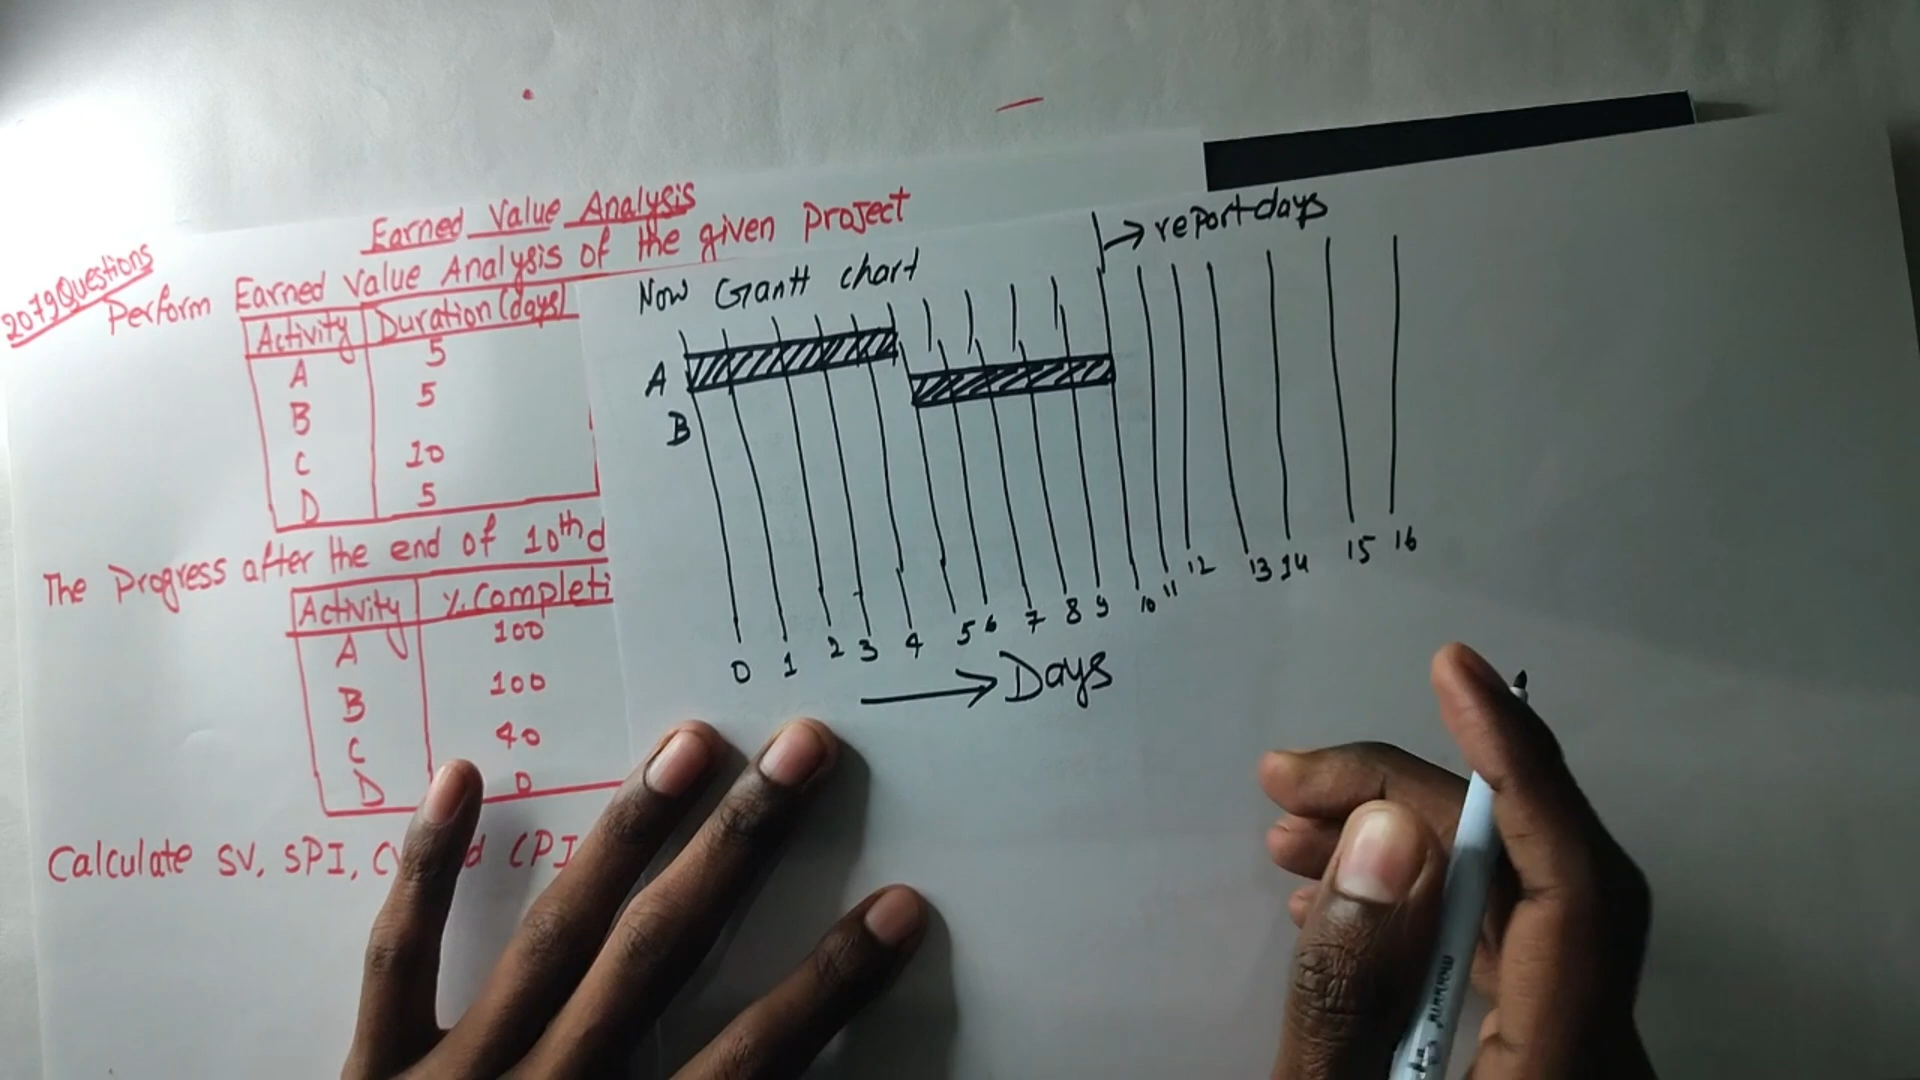 2079 Questions
Earned Value Analysis
Perform Earned Value Analysis of the given Project
Activity Duration (days)
A 5
B 5
C 10
D 5
The Progress after the end of 10th d
Activity %.Completi
A 100
B 100
C 40
D 0
Calculate SV, SPI, CV d CPI
Now Gantt chart
→ report days
A
B
0 1 2 3 4 5 6 7 8 9 10 11 12 13 14 15 16
→ Days